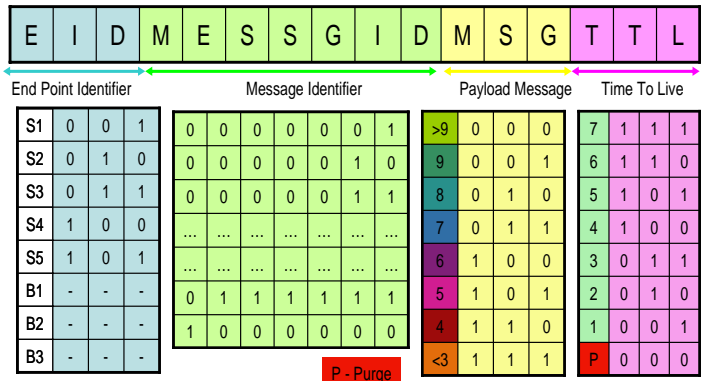 E I D M E S S G I D M S G T T L
End Point Identifier Message Identifier Payload Message Time To Live
S1 0 0 1
S2 0 1 0
S3 0 1 1
S4 1 0 0
S5 1 0 1
B1 - - -
B2 - - -
B3 - - -
0 0 0 0 0 0 1
0 0 0 0 0 1 0
0 0 0 0 0 1 1
... ... ... ... ... ... ...
... ... ... ... ... ... ...
0 1 1 1 1 1 1
1 0 0 0 0 0 0
P - Purge
>9 0 0 0
9 0 0 1
8 0 1 0
7 0 1 1
6 1 0 0
5 1 0 1
4 1 1 0
<3 1 1 1
7 1 1 1
6 1 1 0
5 1 0 1
4 1 0 0
3 0 1 1
2 0 1 0
1 0 0 1
P 0 0 0